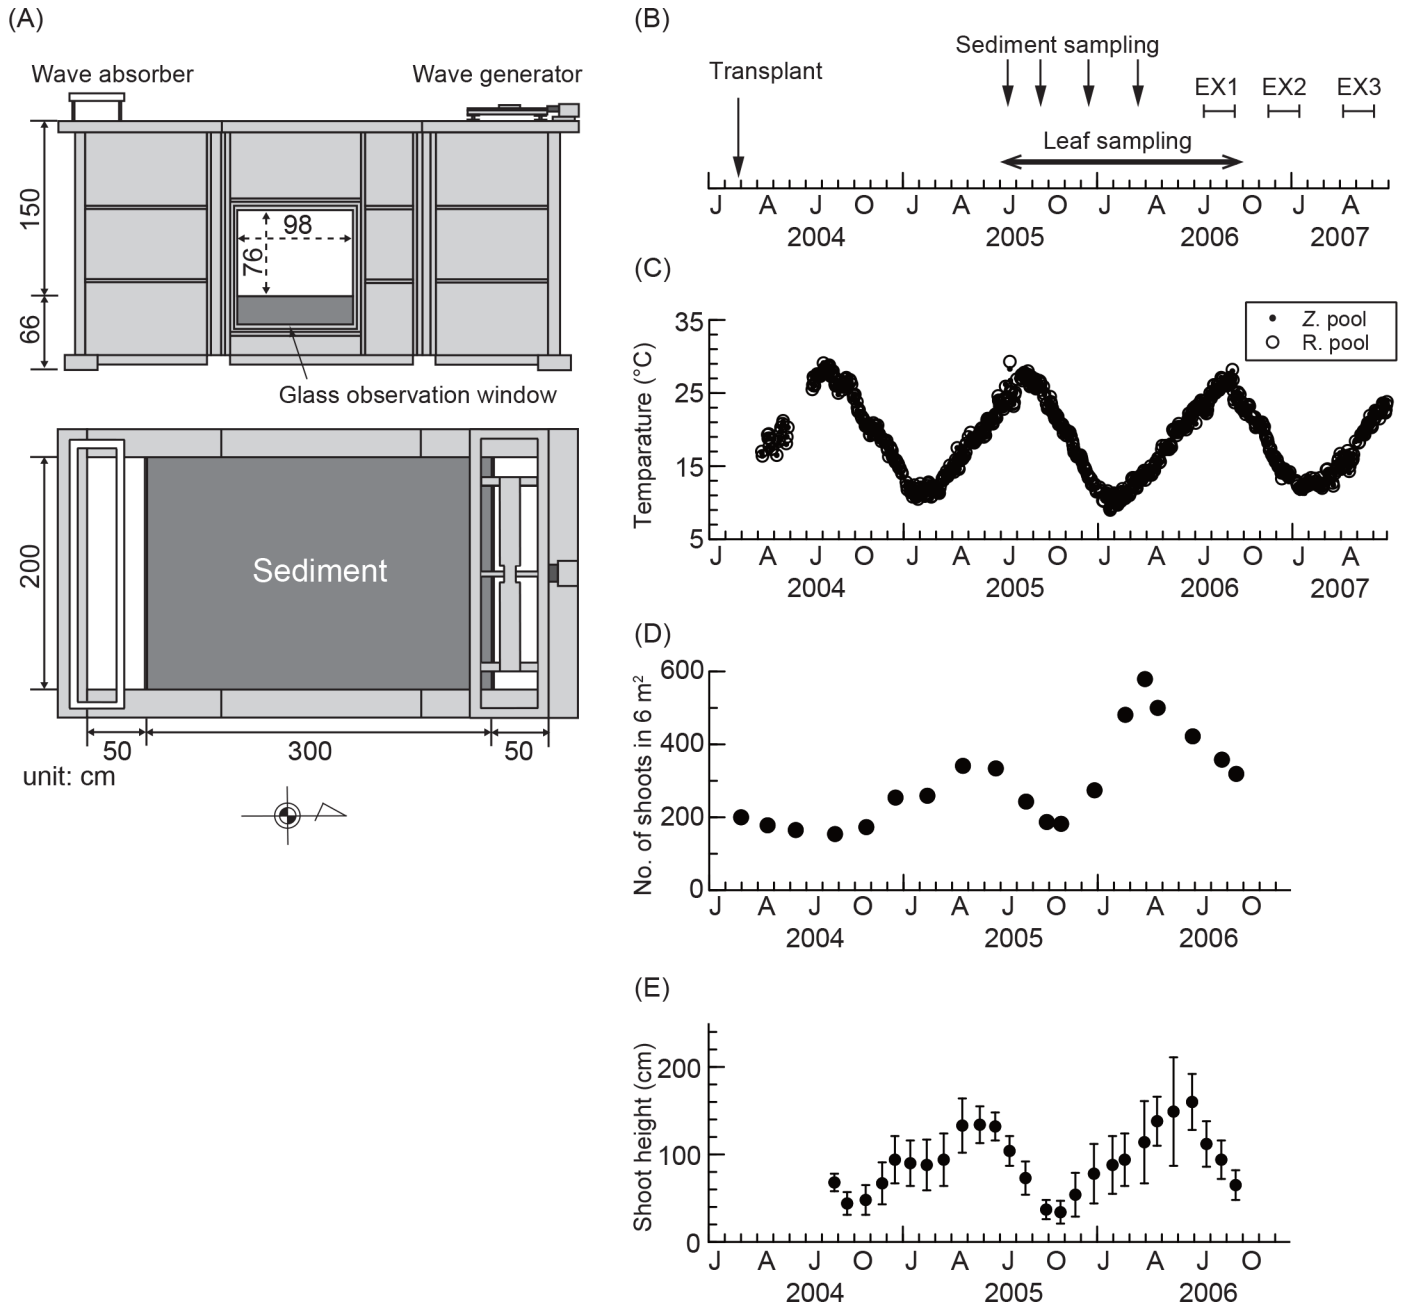 (A)
Wave absorber
Wave generator
150
66
98
76
Glass observation window
200
Sediment
50
300
50
unit: cm
(B)
Sediment sampling
Transplant
EX1
EX2
EX3
Leaf sampling
J A J O J A J O J A J O J A
2004 2005 2006 2007
(C)
Temparature (°C)
35
25
15
5
Z. pool
R. pool
J A J O J A J O J A J O J A
2004 2005 2006 2007
(D)
No. of shoots in 6 m²
600
400
200
0
J A J O J A J O J A J O
2004 2005 2006
(E)
Shoot height (cm)
200
100
0
J A J O J A J O J A J O
2004 2005 2006